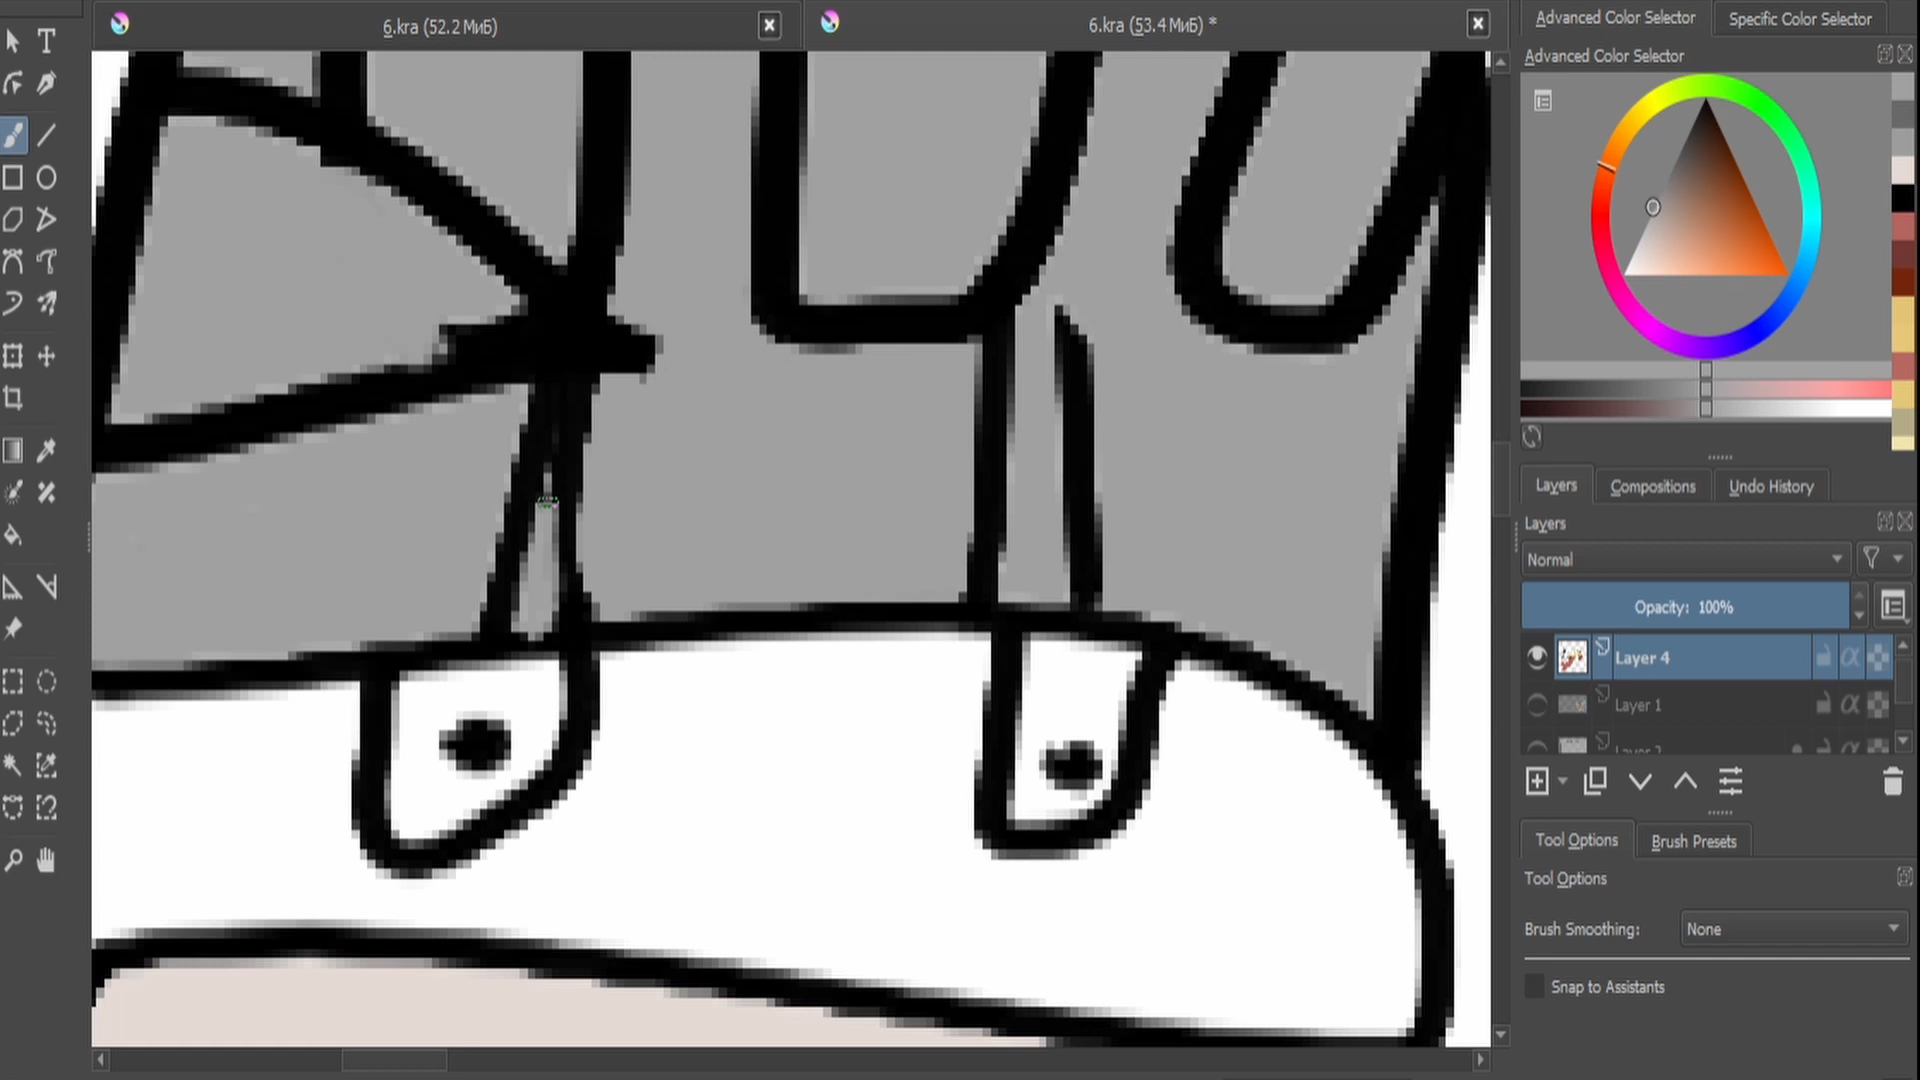 6.kra (52.2 МиБ)
6.kra (53.4 МиБ) *
Advanced Color Selector
Specific Color Selector
Advanced Color Selector
Layers
Compositions
Undo History
Layers
Normal
Opacity: 100%
Layer 4
Layer 1
Tool Options
Brush Presets
Tool Options
Brush Smoothing:
None
Snap to Assistants